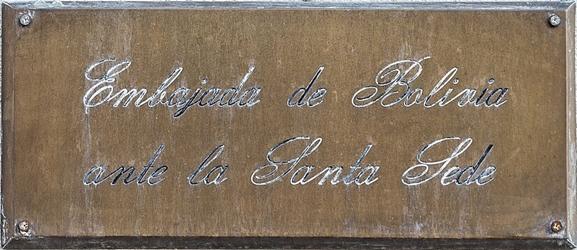 Embajada de Bolivia
ante la Santa Sede